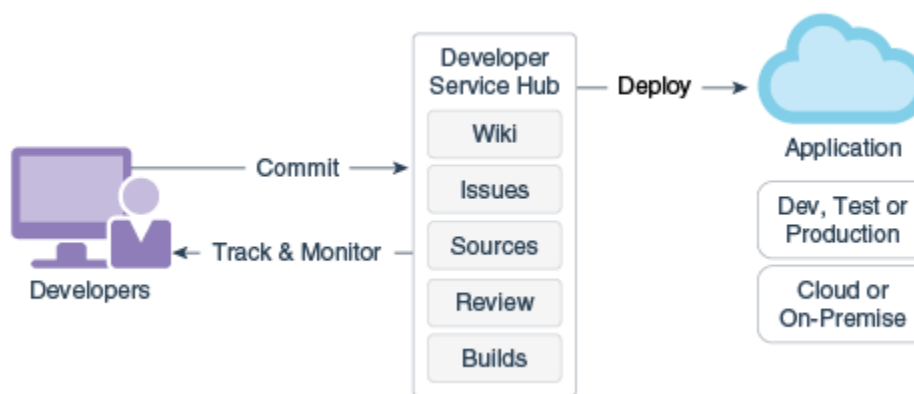 Developers
Commit
Track & Monitor
Developer
Service Hub
Wiki
Issues
Sources
Review
Builds
Deploy
Application
Dev, Test or
Production
Cloud or
On-Premise